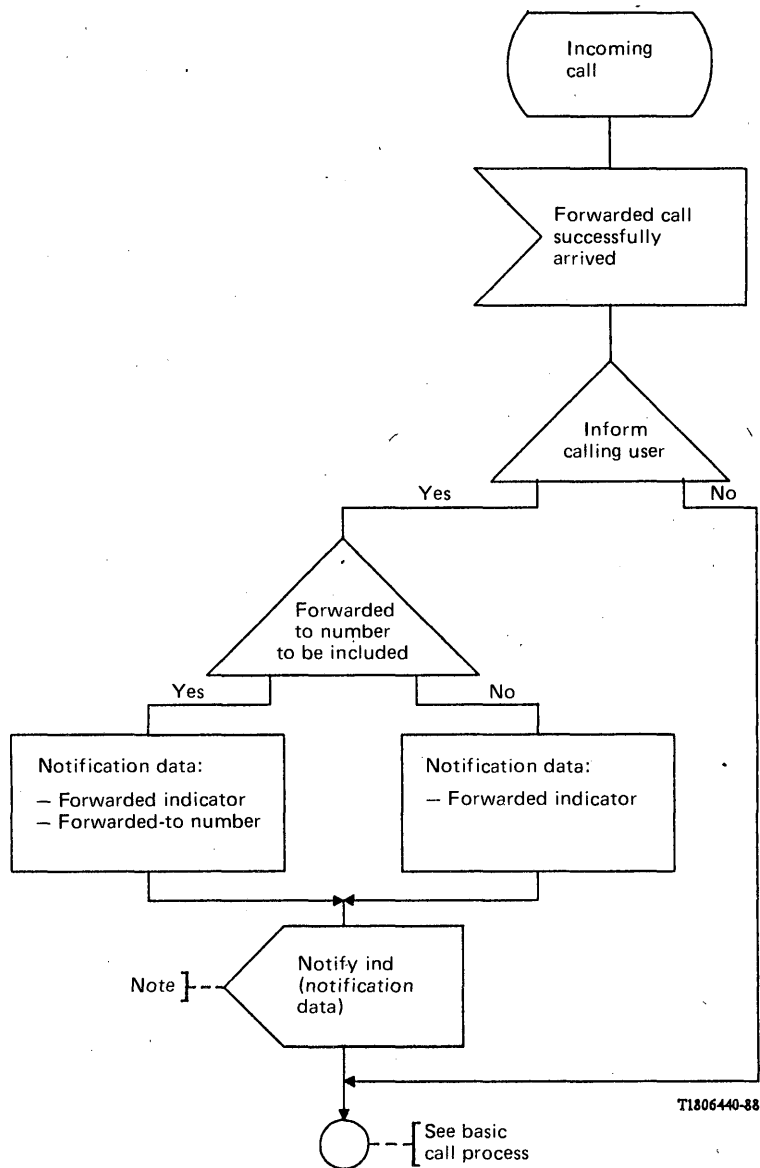 Incoming
call
Forwarded call
successfully
arrived
Inform
calling user
Yes
No
Forwarded
to number
to be included
Yes
No
Notification data:
– Forwarded indicator
– Forwarded-to number
Notification data:
– Forwarded indicator
Note
Notify ind
(notification
data)
T1806440-88
See basic
call process